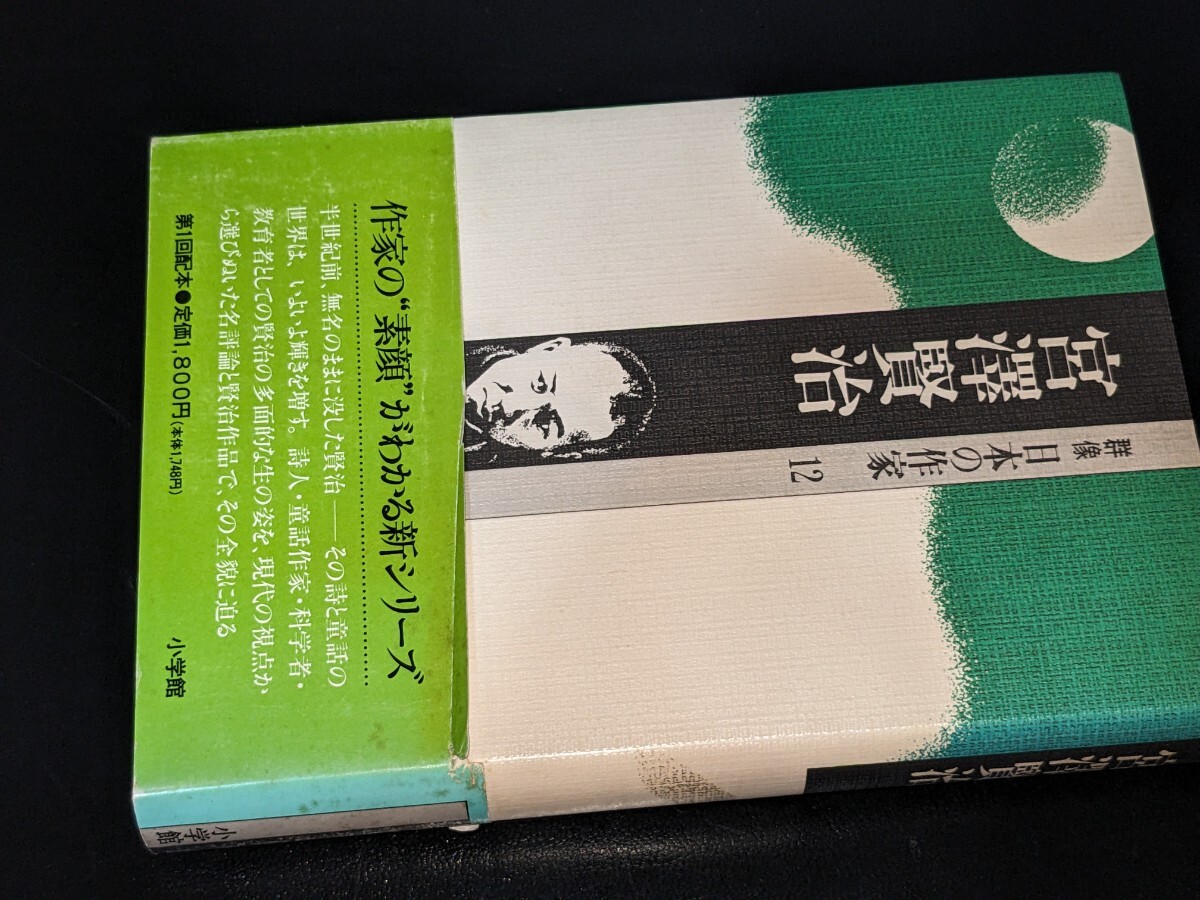 宮澤賢治
群像 日本の作家 12
作家の“素顔”がわかる新シリーズ
半世紀前、無名のままに没した賢治――その詩と童話の
世界は、いよいよ輝きを増す。詩人・童話作家・科学者・
教育者としての賢治の多面的な生の姿を、現代の視点か
ら選びぬいた名評論と賢治作品で、その全貌に迫る
第1回配本●定価1,800円(本体1,748円)
小学館
宮澤賢治
小学館